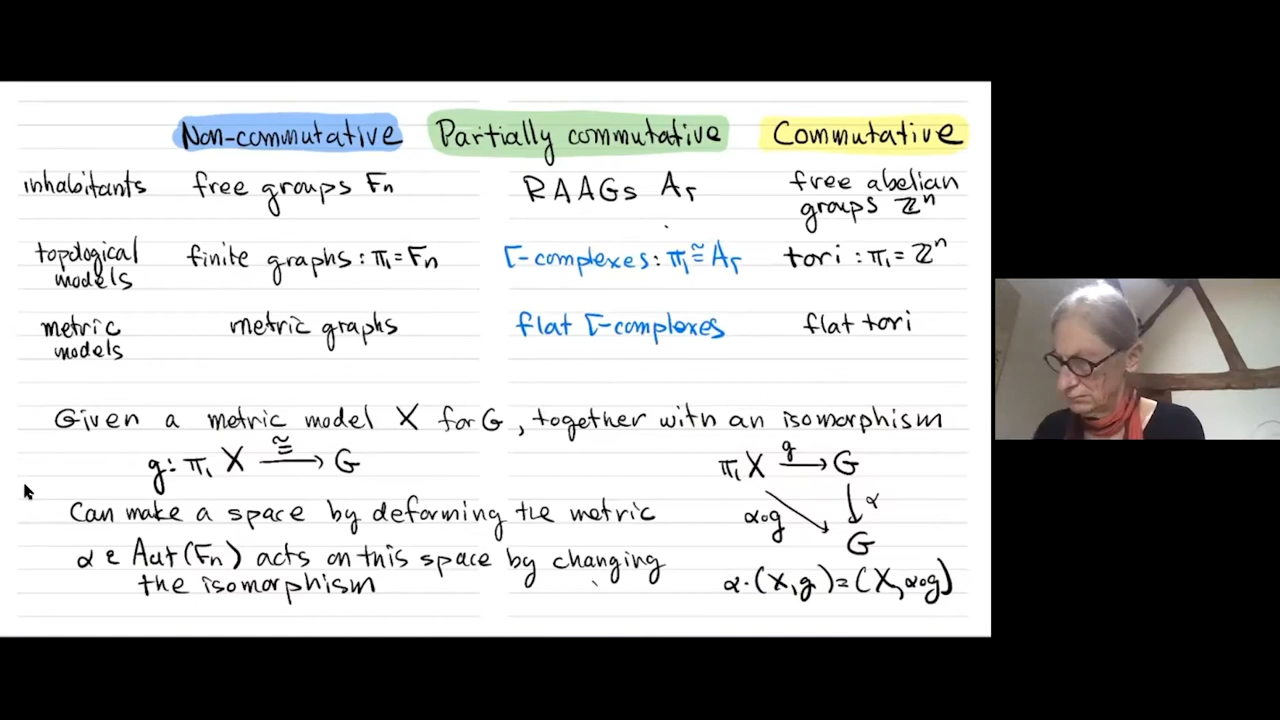 Non-commutative Partially commutative Commutative
inhabitants free groups Fn RAAGs AΓ free abelian groups ℤⁿ
topological models finite graphs : π₁ = Fn Γ-complexes : π₁ ≅ AΓ tori : π₁ = ℤⁿ
metric models metric graphs flat Γ-complexes flat tori
Given a metric model X for G, together with an isomorphism
g: π₁ X ≅→ G
π₁X g→ G
Can make a space by deforming the metric
α∘g ↓α
G
α ∈ Aut(Fn) acts on this space by changing
the isomorphism
α·(X,g) = (X, α∘g)